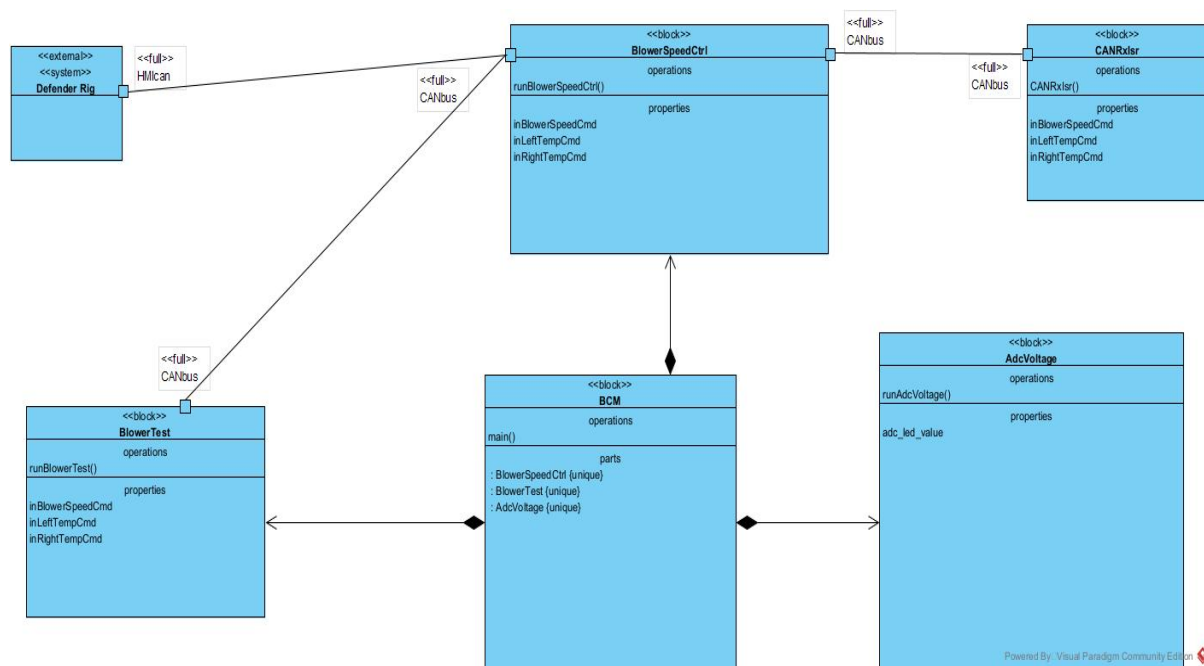 <<external>>
<<system>>
Defender Rig
<<full>>
HMIcan
<<full>>
CANbus
<<block>>
BlowerSpeedCtrl
operations
runBlowerSpeedCtrl()
properties
inBlowerSpeedCmd
inLeftTempCmd
inRightTempCmd
<<full>>
CANbus
<<full>>
CANbus
<<block>>
CANRxIsr
operations
CANRxIsr()
properties
inBlowerSpeedCmd
inLeftTempCmd
inRightTempCmd
<<full>>
CANbus
<<block>>
BlowerTest
operations
runBlowerTest()
properties
inBlowerSpeedCmd
inLeftTempCmd
inRightTempCmd
<<block>>
BCM
operations
main()
parts
: BlowerSpeedCtrl {unique}
: BlowerTest {unique}
: AdcVoltage {unique}
<<block>>
AdcVoltage
operations
runAdcVoltage()
properties
adc_led_value
Powered By: Visual Paradigm Community Edition